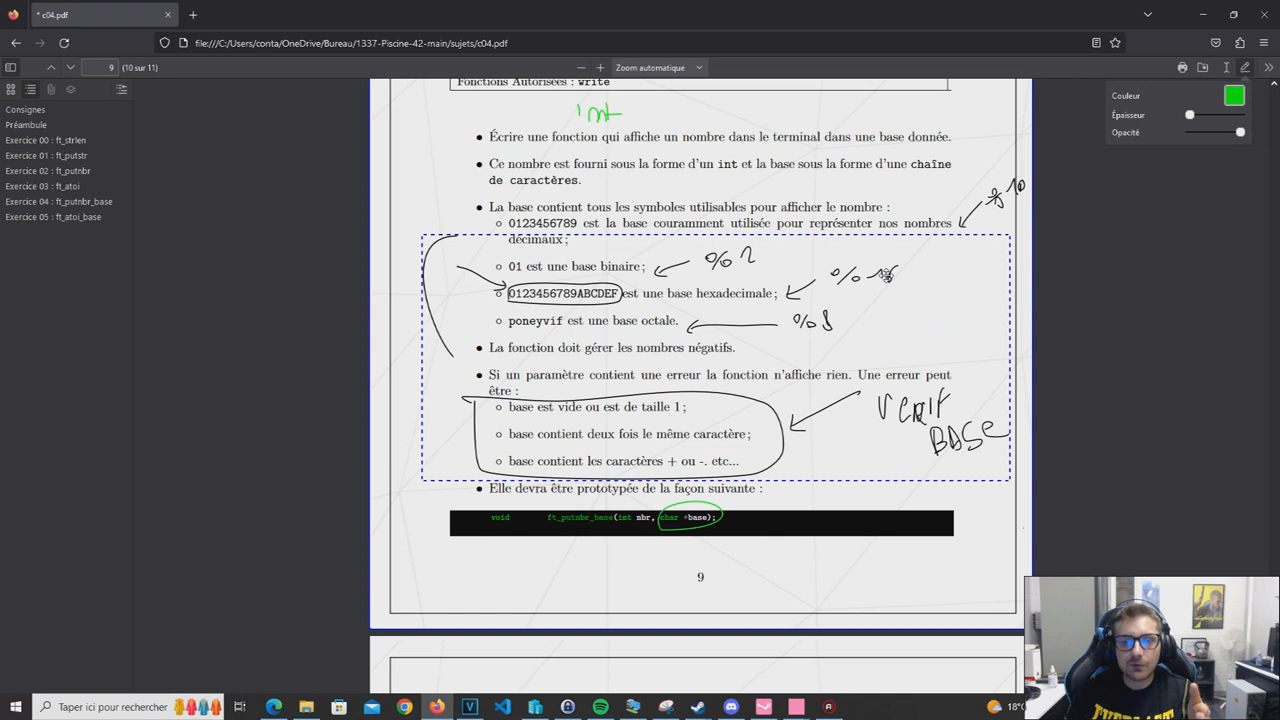 c04.pdf
file:///C:/Users/conta/OneDrive/Bureau/1337-Piscine-42-main/sujets/c04.pdf
9 (10 sur 11)
Zoom automatique
Couleur
Épaisseur
Opacité
Consignes
Préambule
Exercice 00 : ft_strlen
Exercice 01 : ft_putstr
Exercice 02 : ft_putnbr
Exercice 03 : ft_atoi
Exercice 04 : ft_putnbr_base
Exercice 05 : ft_atoi_base
Fonctions Autorisées : write
int
• Écrire une fonction qui affiche un nombre dans le terminal dans une base donnée.
• Ce nombre est fourni sous la forme d'un int et la base sous la forme d'une chaîne
de caractères.
• La base contient tous les symboles utilisables pour afficher le nombre :
◦ 0123456789 est la base couramment utilisée pour représenter nos nombres
décimaux ;
% 10
◦ 01 est une base binaire ;
% 2
◦ 0123456789ABCDEF est une base hexadecimale ;
% 16
◦ poneyvif est une base octale.
% 8
• La fonction doit gérer les nombres négatifs.
• Si un paramètre contient une erreur la fonction n'affiche rien. Une erreur peut
être :
◦ base est vide ou est de taille 1 ;
◦ base contient deux fois le même caractère ;
◦ base contient les caractères + ou -. etc...
VERIF
BASE
• Elle devra être prototypée de la façon suivante :
void ft_putnbr_base(int nbr, char *base);
9
Taper ici pour rechercher
18°